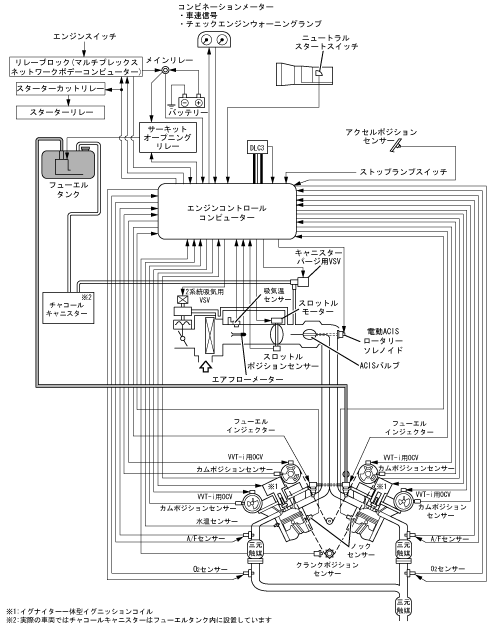 コンビネーションメーター
・車速信号
・チェックエンジンウォーニングランプ
エンジンスイッチ
ニュートラル
スタートスイッチ
リレーブロック(マルチプレックス
ネットワークボデーコンピューター)
メインリレー
スターターカットリレー
バッテリー
スターターリレー
サーキット
オープニング
リレー
DLC3
アクセルポジション
センサー
フューエル
タンク
ストップランプスイッチ
エンジンコントロール
コンピューター
キャニスター
パージ用VSV
※2
チャコール
キャニスター
2系統吸気用
VSV
吸気温
センサー
スロットル
モーター
電動ACIS
ロータリー
ソレノイド
スロットル
ポジションセンサー
ACISバルブ
エアフローメーター
フューエル
インジェクター
フューエル
インジェクター
VVT-i用OCV
カムポジションセンサー
VVT-i用OCV
カムポジションセンサー
※1
※1
VVT-i用OCV
カムポジションセンサー
VVT-i用OCV
カムポジション
センサー
水温センサー
A/Fセンサー
ノック
センサー
A/Fセンサー
三元
触媒
三元
触媒
O2センサー
クランクポジション
センサー
O2センサー
三元
触媒
※1:イグナイター一体型イグニッションコイル
※2:実際の車両ではチャコールキャニスターはフューエルタンク内に設置しています